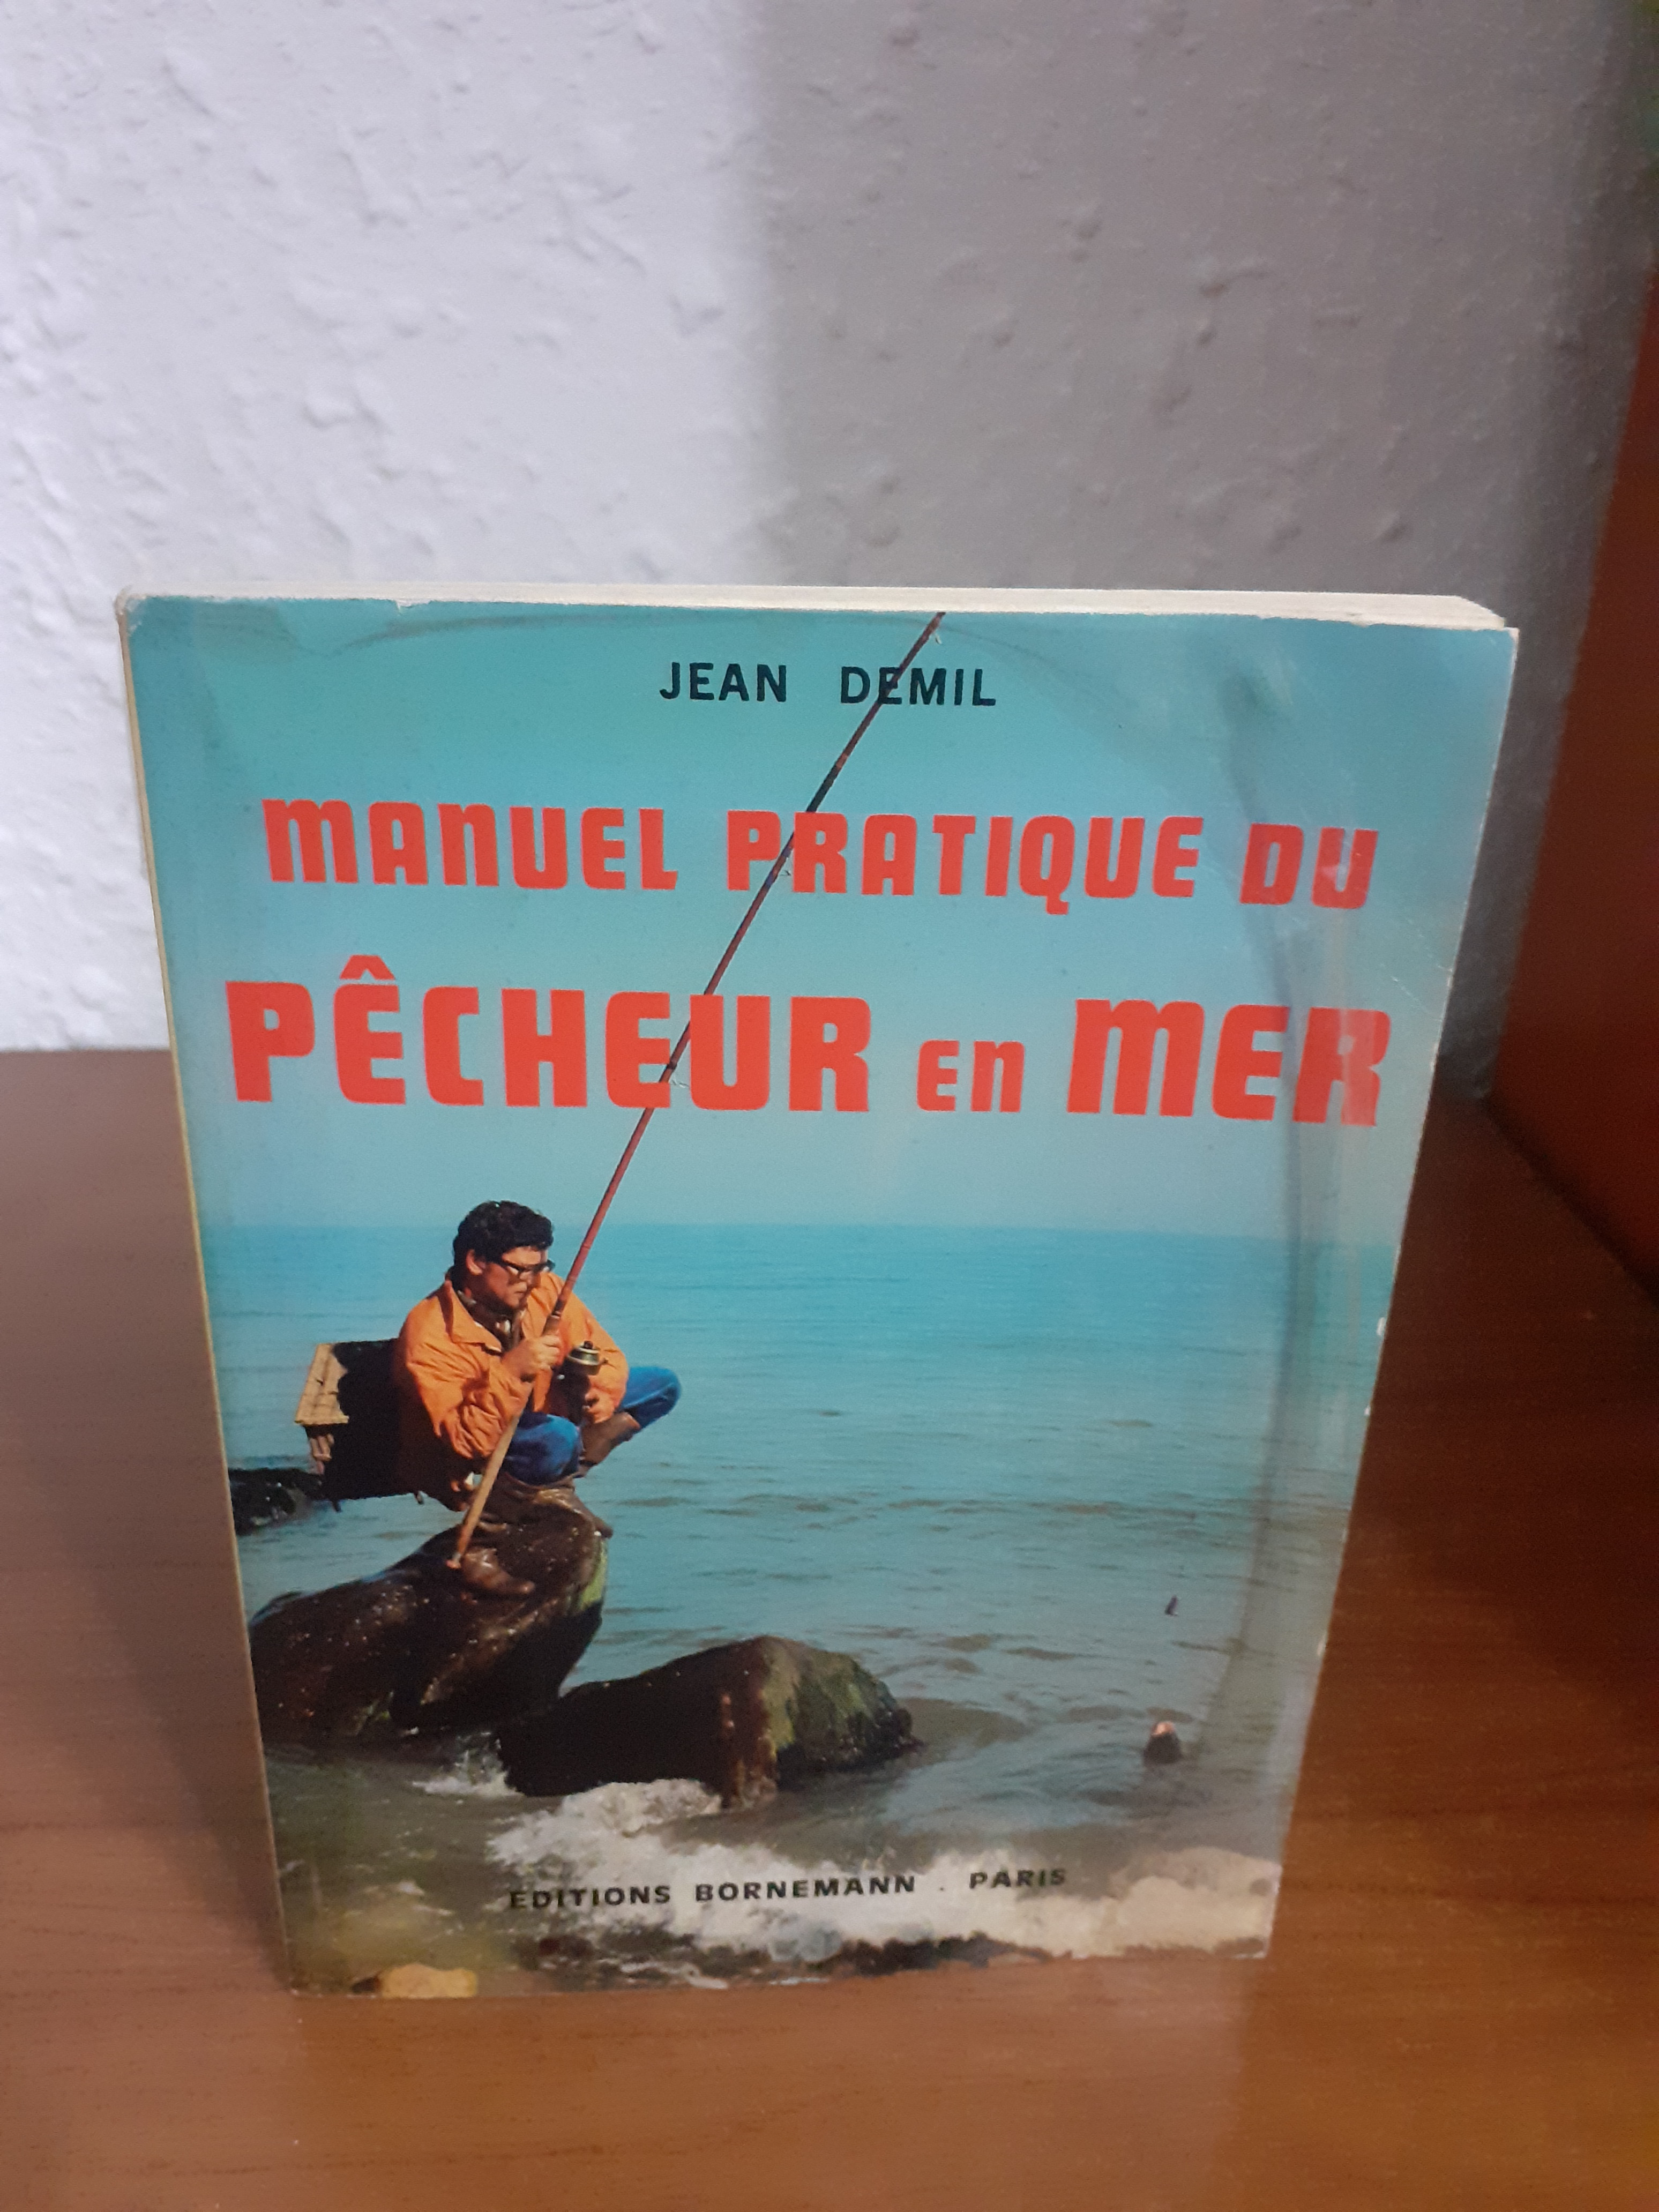 JEAN DEMIL
MANUEL PRATIQUE DU
PÊCHEUR EN MER
EDITIONS BORNEMANN . PARIS